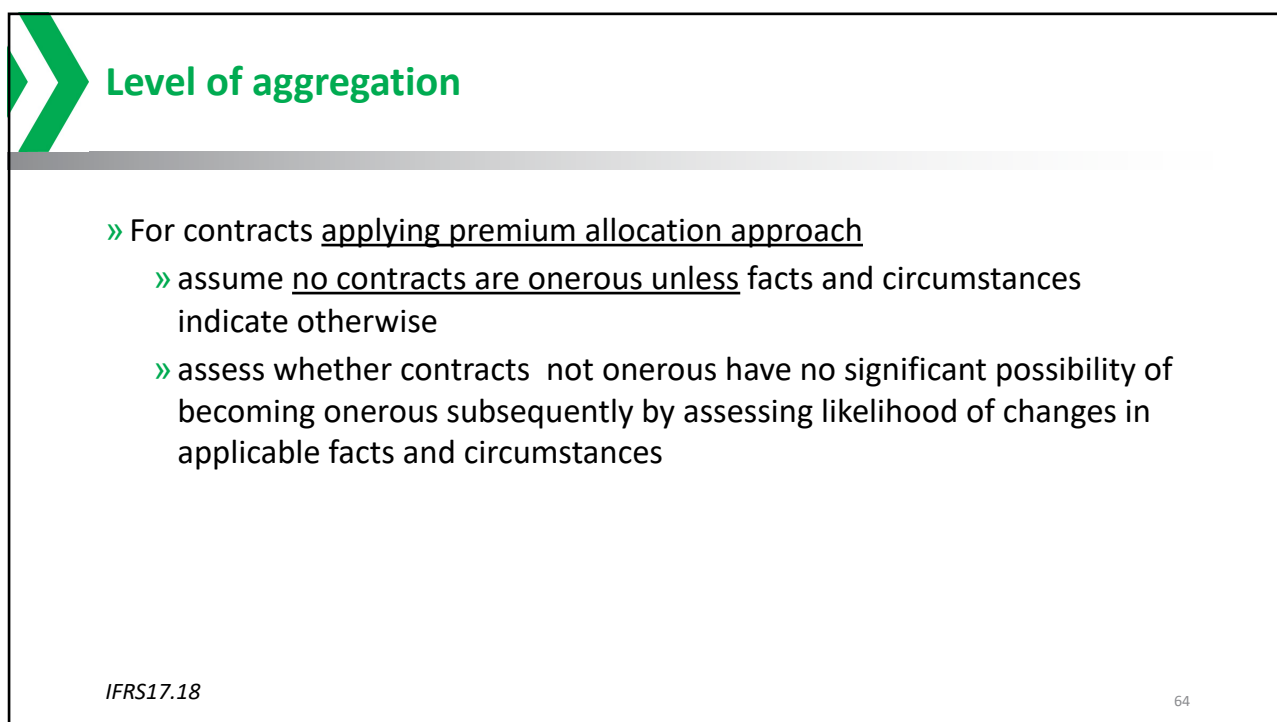 Level of aggregation
» For contracts applying premium allocation approach
» assume no contracts are onerous unless facts and circumstances
indicate otherwise
» assess whether contracts  not onerous have no significant possibility of
becoming onerous subsequently by assessing likelihood of changes in
applicable facts and circumstances
IFRS17.18
64